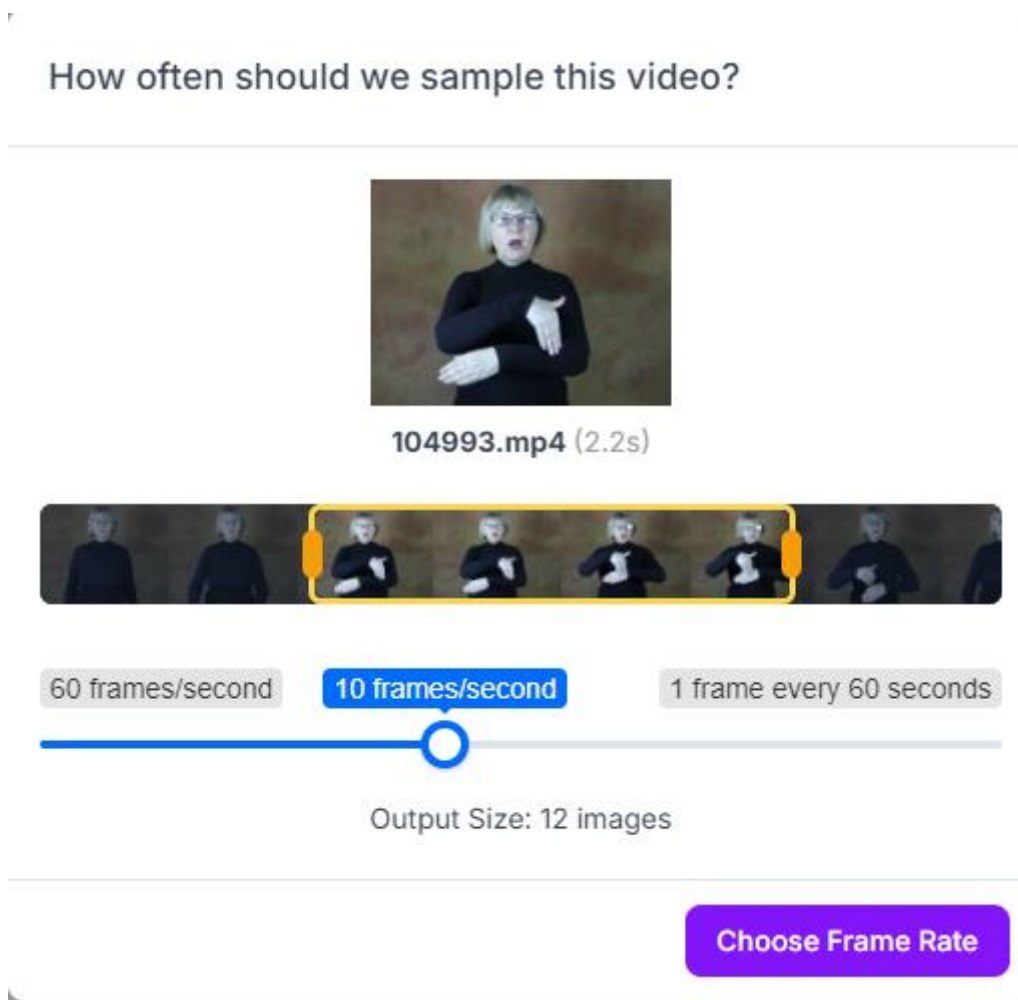 How often should we sample this video?
104993.mp4 (2.2s)
60 frames/second 10 frames/second 1 frame every 60 seconds
Output Size: 12 images
Choose Frame Rate